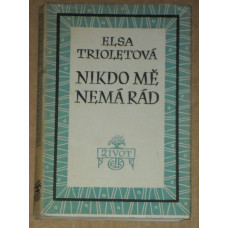 ELSA
TRIOLETOVÁ
NIKDO MĚ
NEMÁ RÁD
ŽIVOT